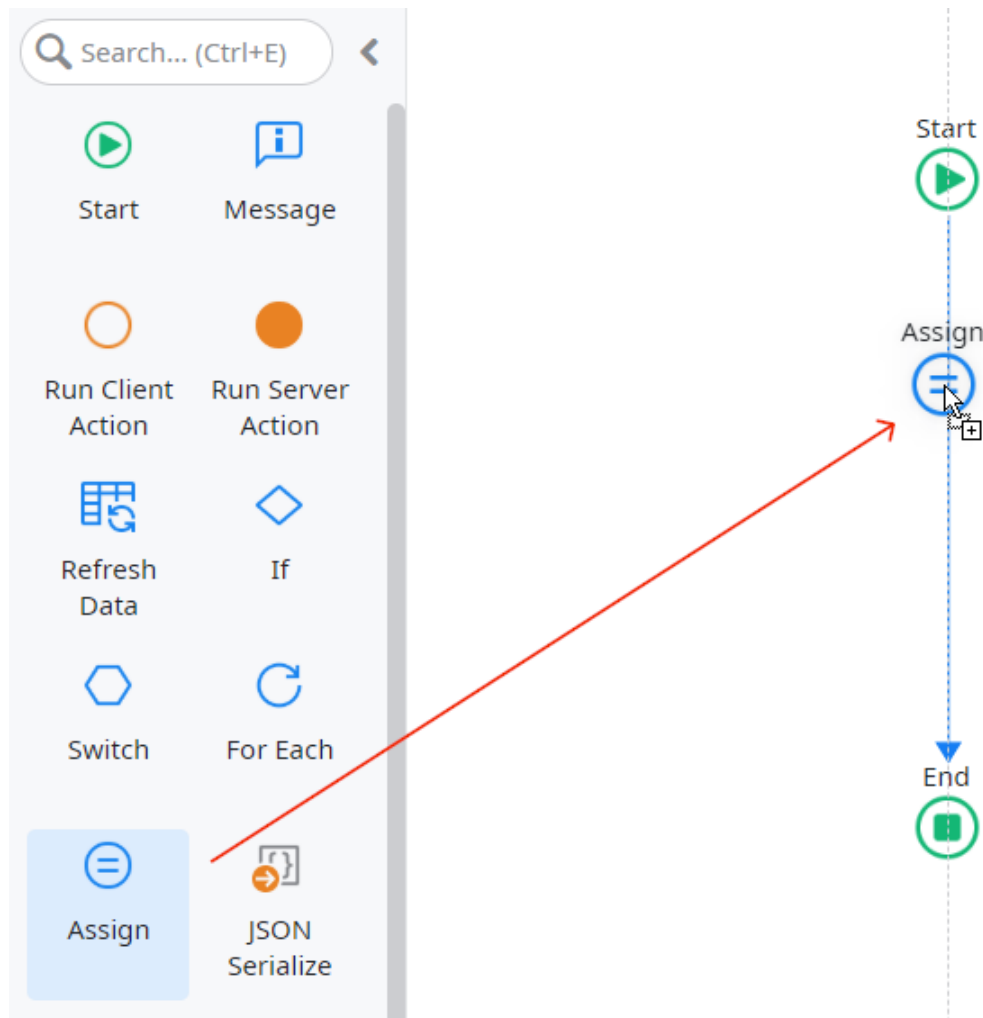 Search... (Ctrl+E)
Start
Message
Run Client
Action
Run Server
Action
Refresh
Data
If
Switch
For Each
Assign
JSON
Serialize
Start
Assign
End